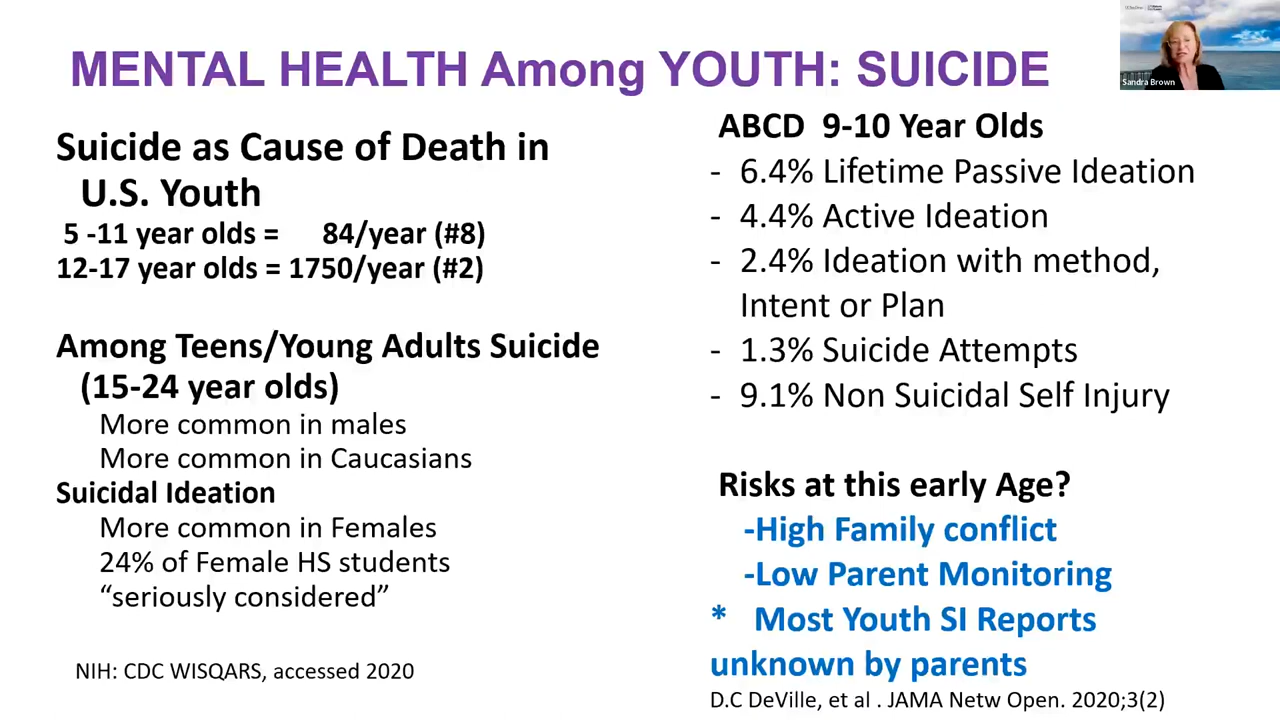 MENTAL HEALTH Among YOUTH: SUICIDE
Sandra Brown
Suicide as Cause of Death in
U.S. Youth
5 -11 year olds = 84/year (#8)
12-17 year olds = 1750/year (#2)
Among Teens/Young Adults Suicide
(15-24 year olds)
More common in males
More common in Caucasians
Suicidal Ideation
More common in Females
24% of Female HS students
“seriously considered”
NIH: CDC WISQARS, accessed 2020
ABCD 9-10 Year Olds
- 6.4% Lifetime Passive Ideation
- 4.4% Active Ideation
- 2.4% Ideation with method,
Intent or Plan
- 1.3% Suicide Attempts
- 9.1% Non Suicidal Self Injury
Risks at this early Age?
-High Family conflict
-Low Parent Monitoring
* Most Youth SI Reports
unknown by parents
D.C DeVille, et al . JAMA Netw Open. 2020;3(2)